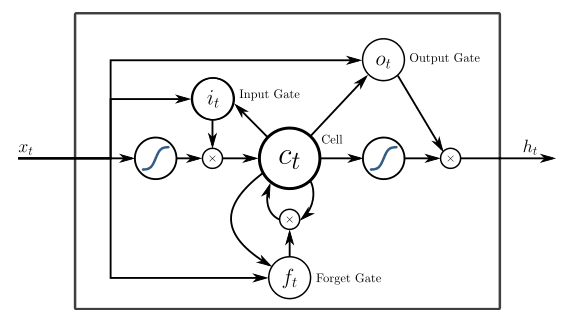 o_t Output Gate
i_t Input Gate
Cell
x_t
×
c_t
×
h_t
×
f_t Forget Gate